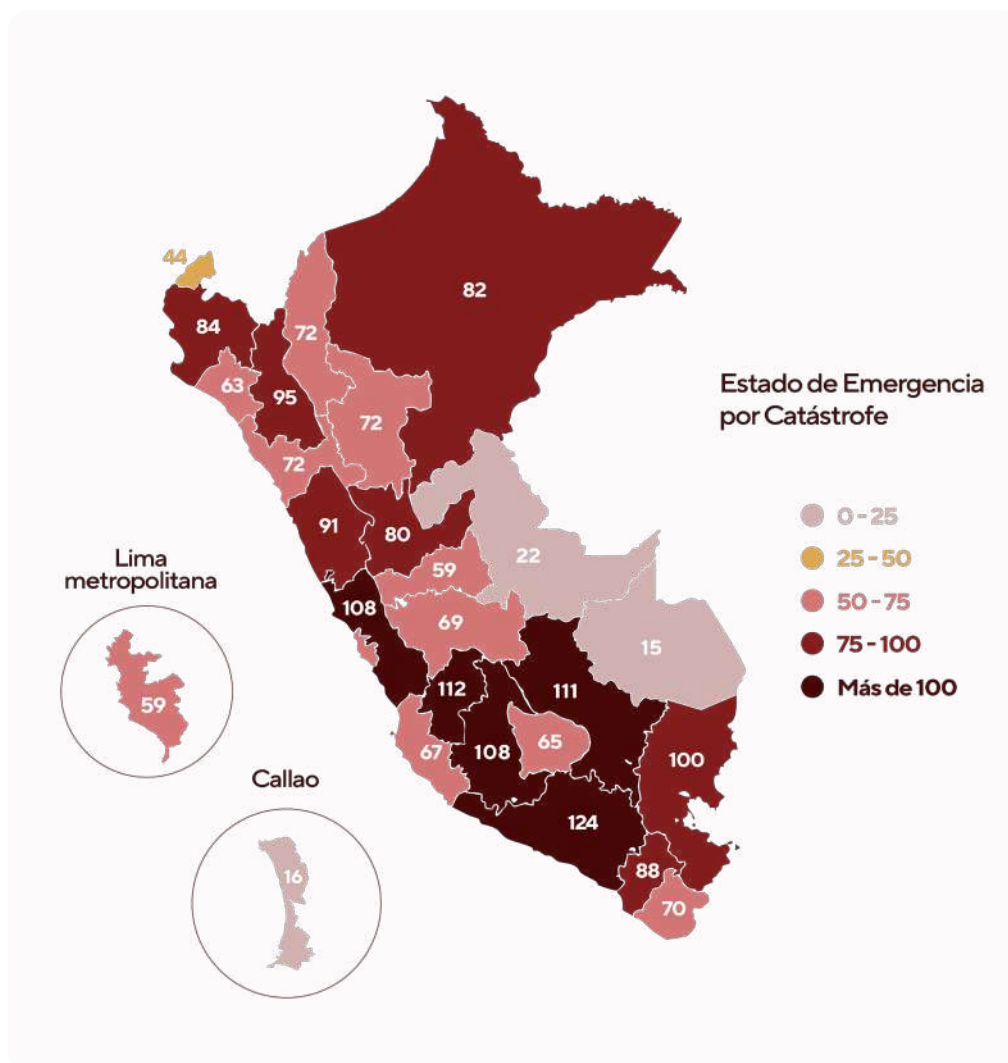 44
82
84
72
63
95
72
72
Estado de Emergencia
por Catástrofe
0 - 25
25 - 50
50 - 75
75 - 100
Más de 100
91
80
22
59
Lima
metropolitana
59
108
69
15
112
111
67
108
65
100
Callao
16
124
88
70